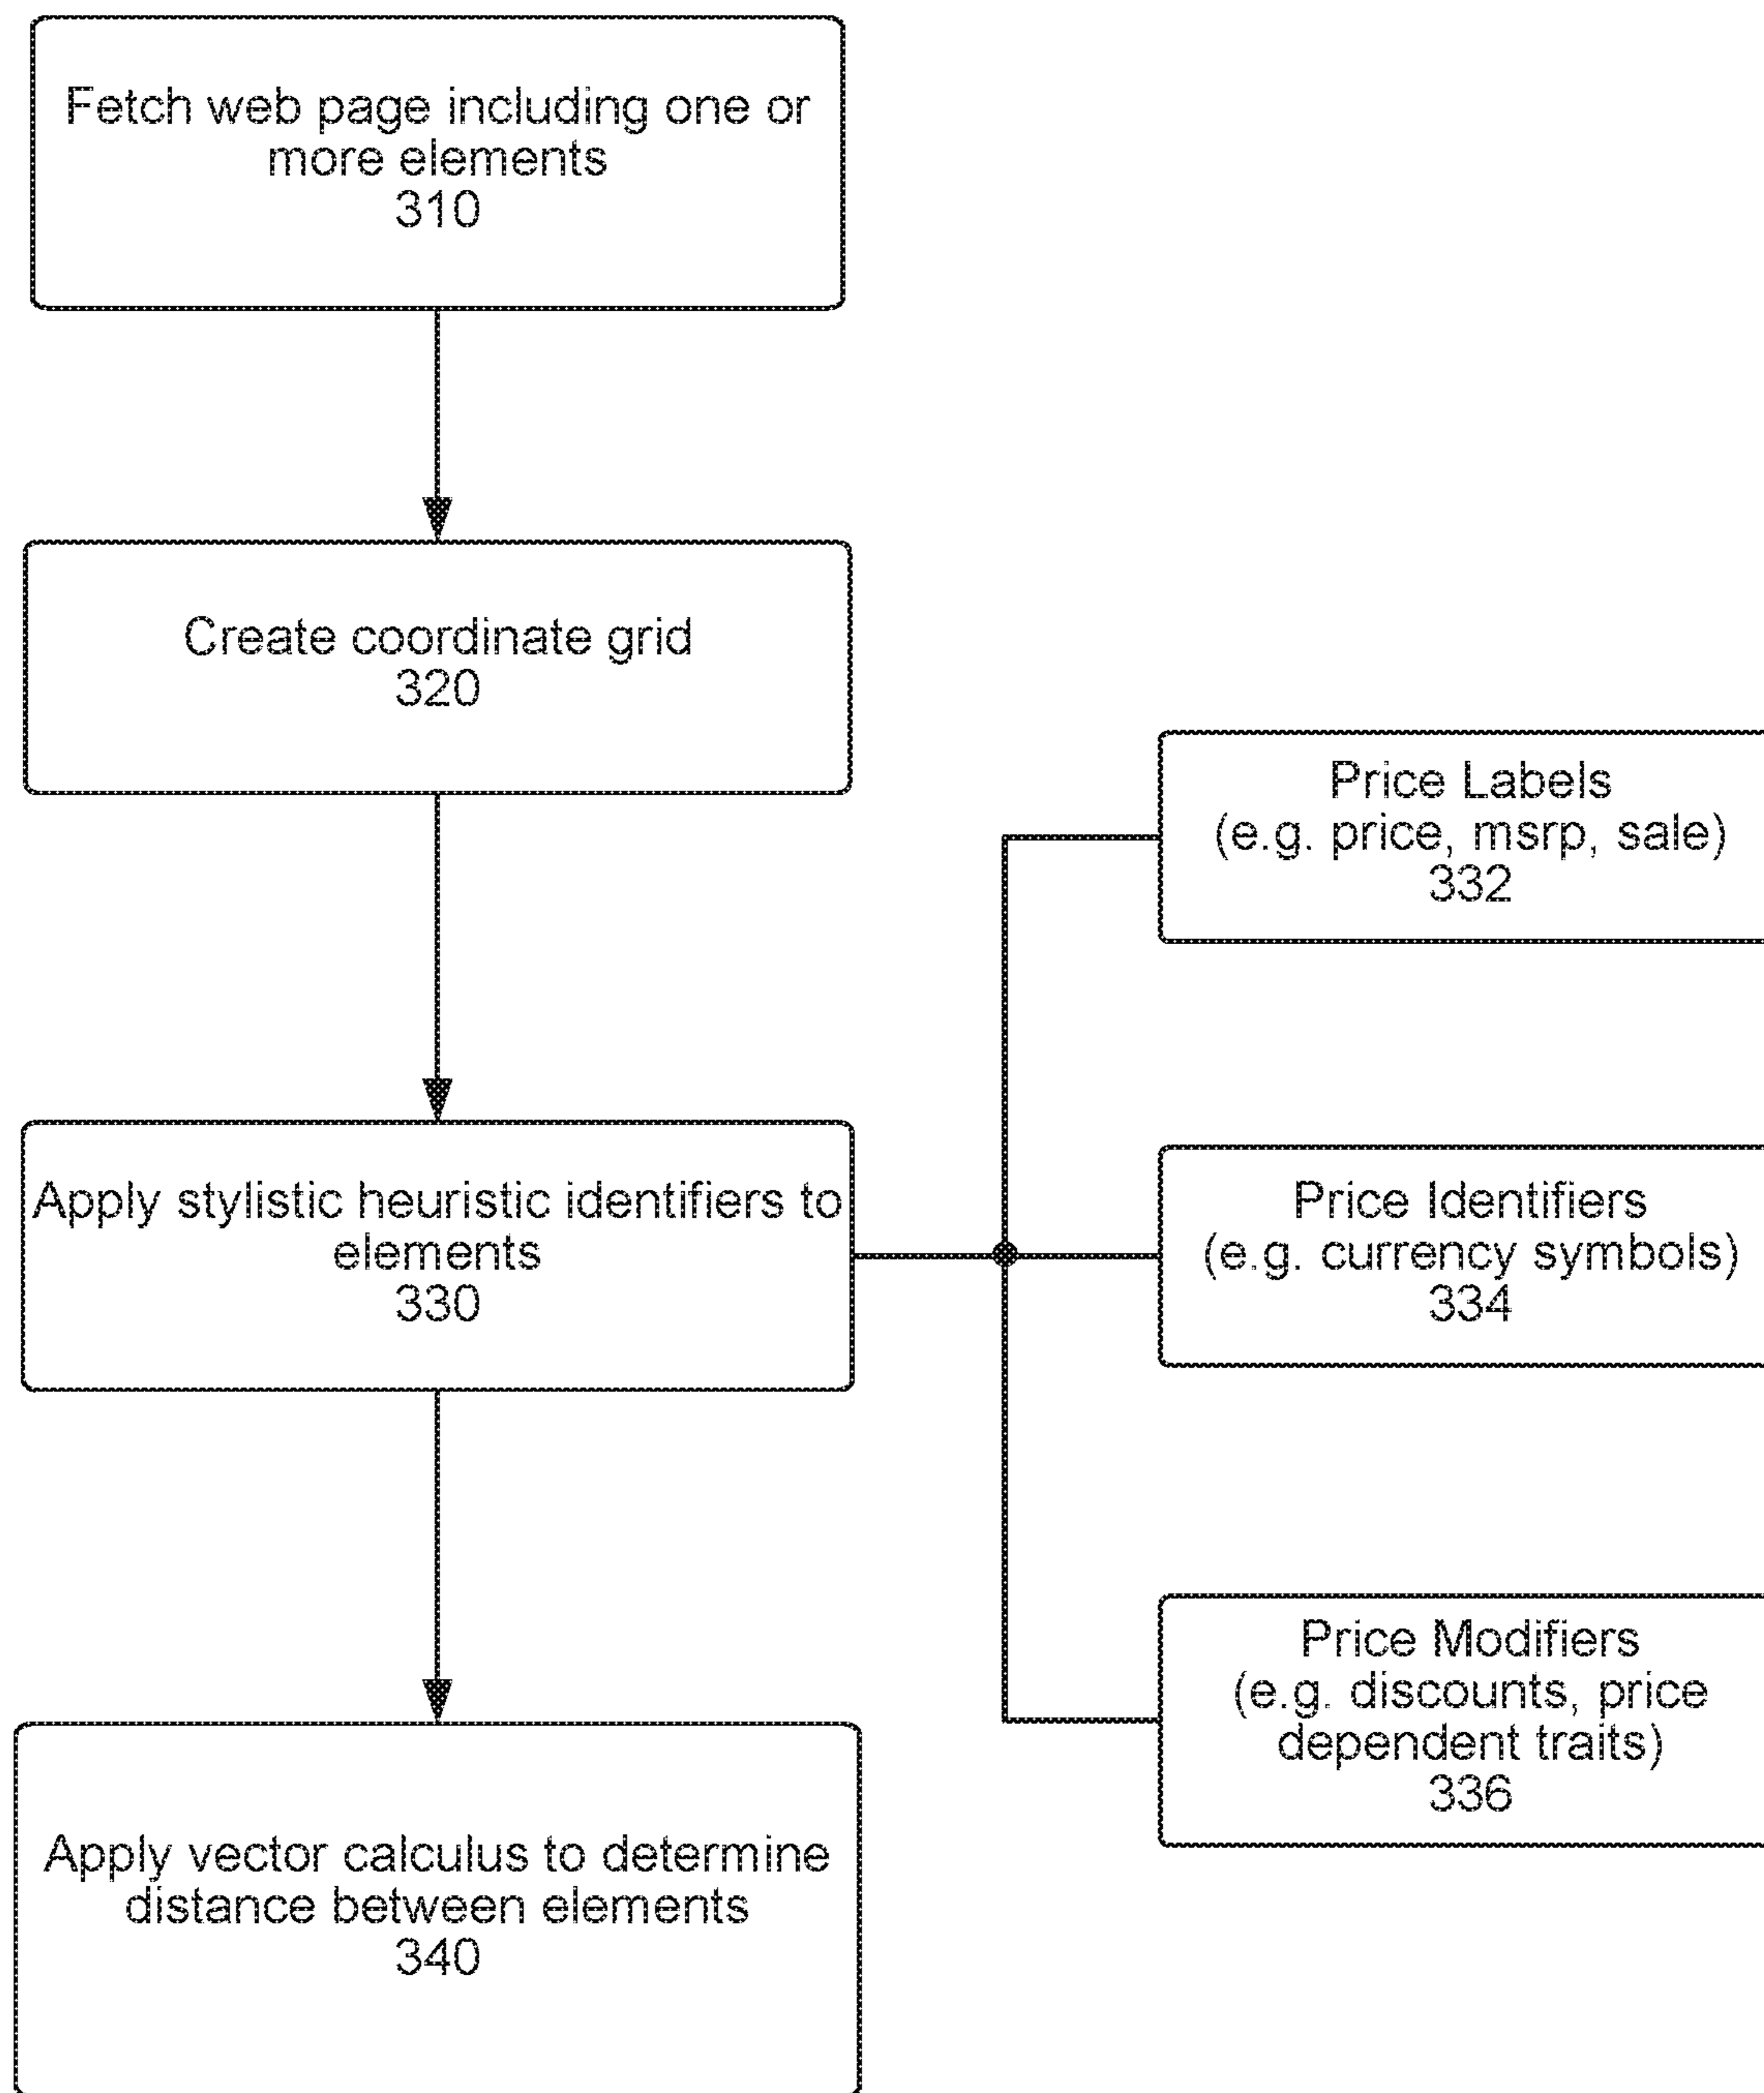 Fetch web page including one or
more elements
310
Create coordinate grid
320
Price Labels
(e.g. price, msrp, sale)
332
Apply stylistic heuristic identifiers to
elements
330
Price Identifiers
(e.g. currency symbols)
334
Price Modifiers
(e.g. discounts, price
dependent traits)
336
Apply vector calculus to determine
distance between elements
340